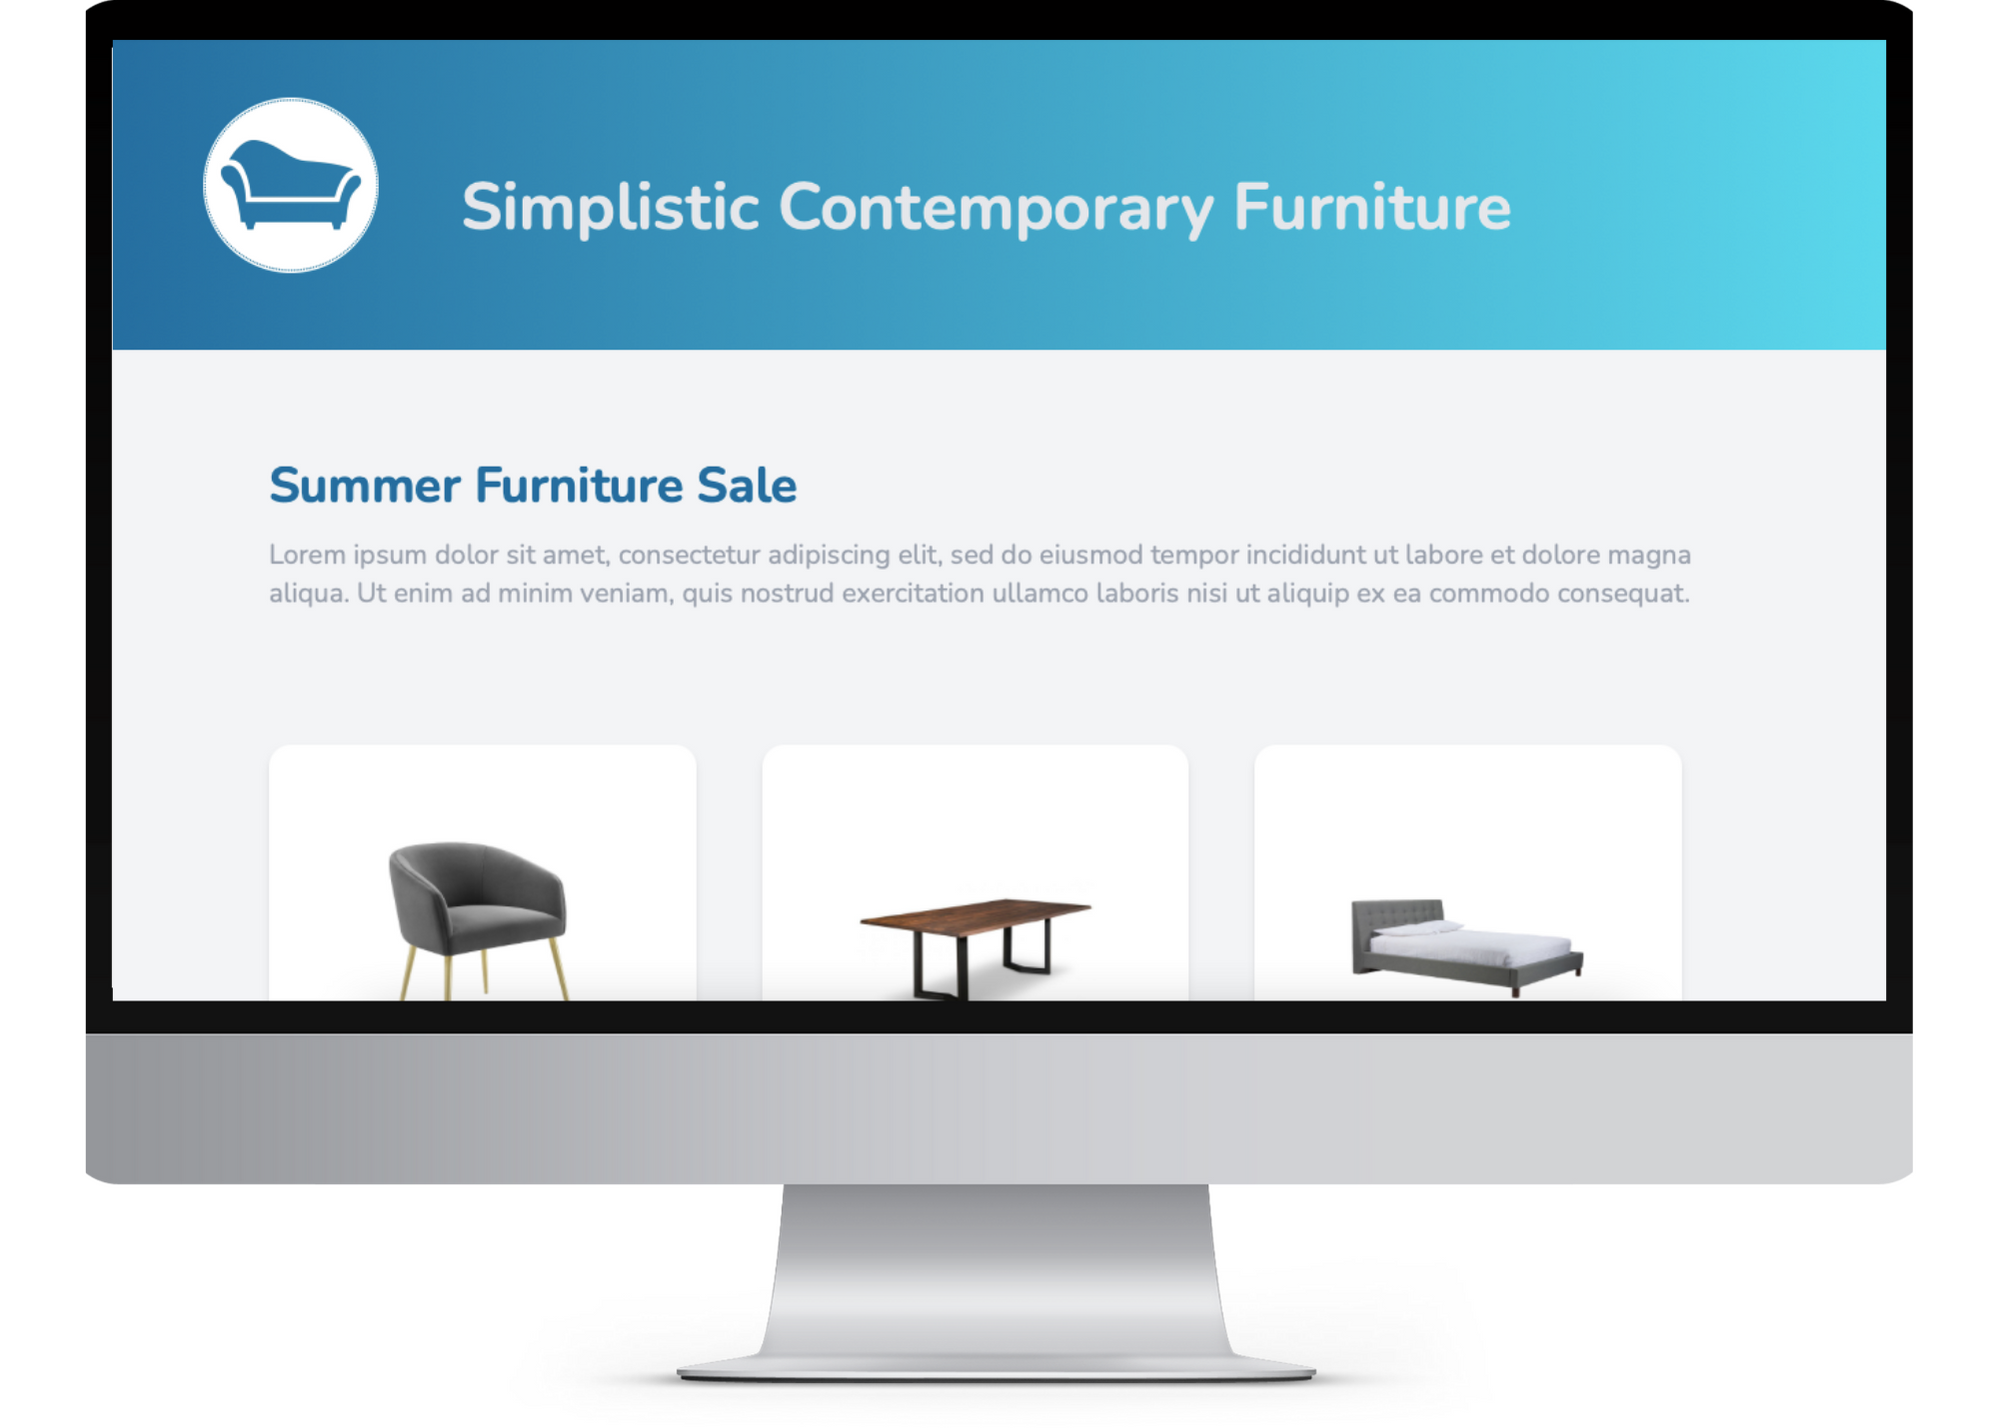 Simplistic Contemporary Furniture
Summer Furniture Sale
Lorem ipsum dolor sit amet, consectetur adipiscing elit, sed do eiusmod tempor incididunt ut labore et dolore magna
aliqua. Ut enim ad minim veniam, quis nostrud exercitation ullamco laboris nisi ut aliquip ex ea commodo consequat.